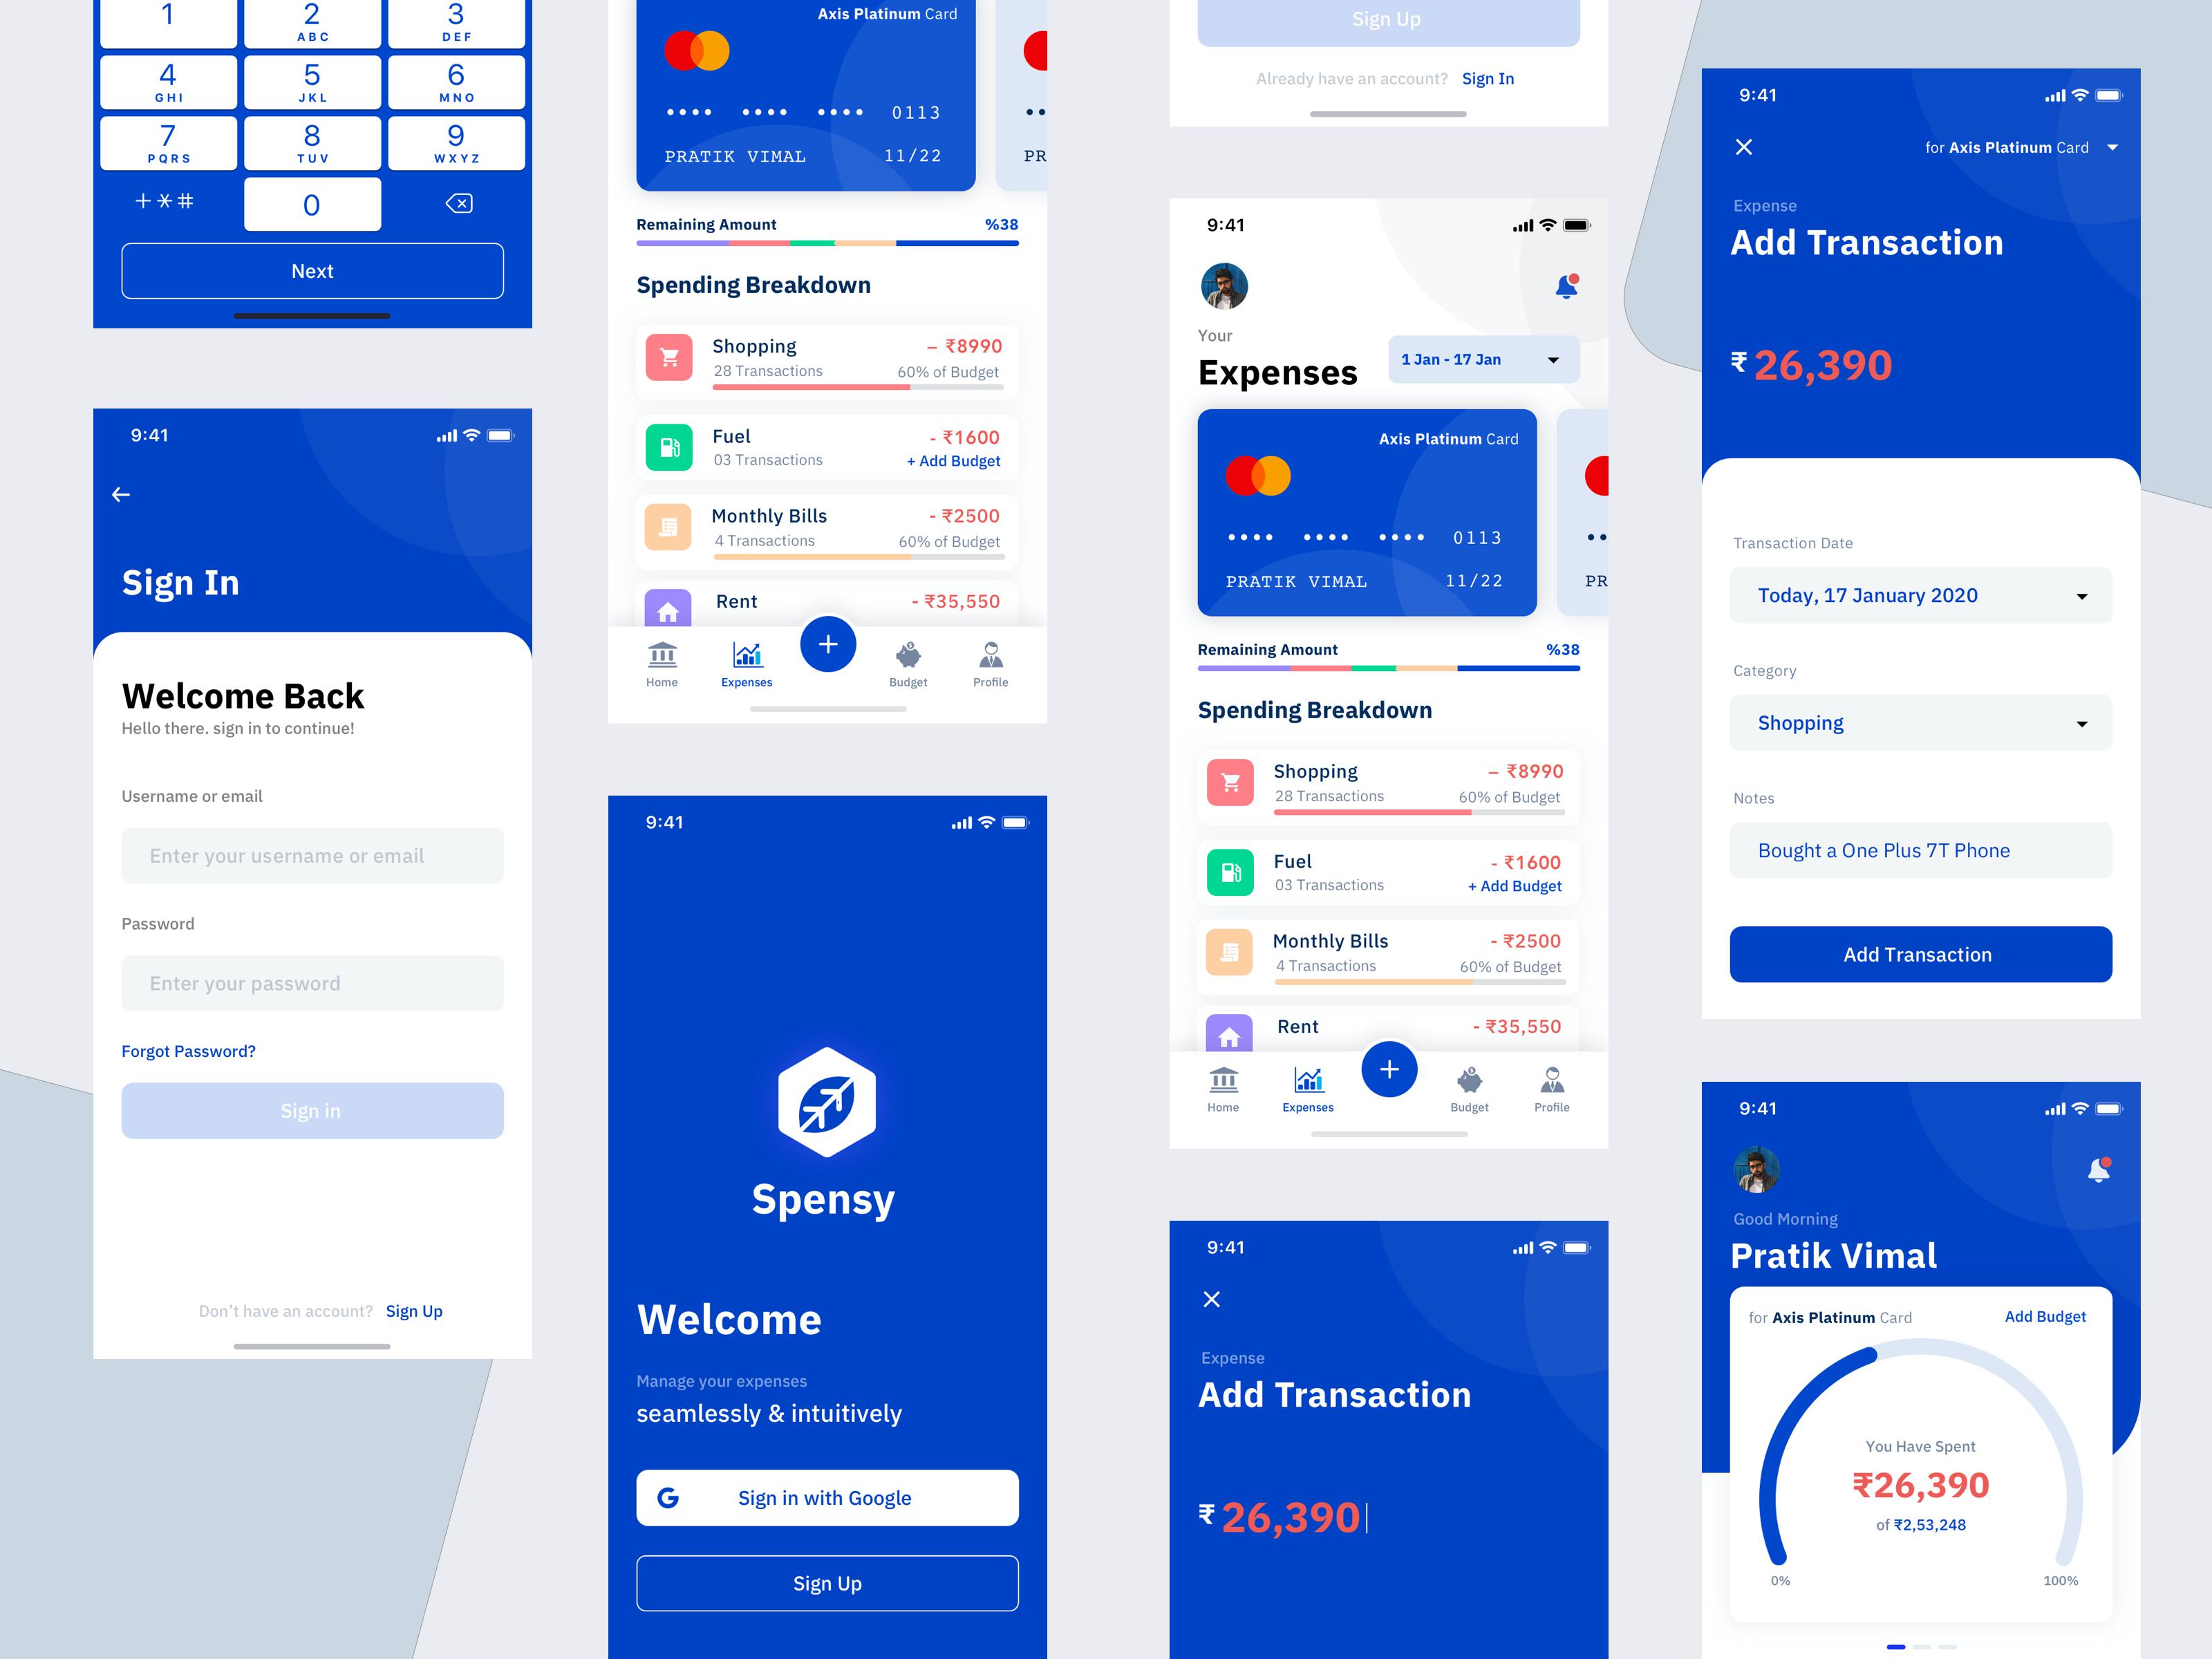 1
2
ABC
3
DEF
4
GHI
5
JKL
6
MNO
7
PQRS
8
TUV
9
WXYZ
+*#
0
Next
9:41
Sign In
Welcome Back
Hello there. sign in to continue!
Username or email
Enter your username or email
Password
Enter your password
Forgot Password?
Sign in
Don't have an account? Sign Up
Axis Platinum Card
•••• •••• •••• 0113
PRATIK VIMAL 11/22
••
PR
Remaining Amount %38
Spending Breakdown
Shopping – ₹8990
28 Transactions 60% of Budget
Fuel - ₹1600
03 Transactions + Add Budget
Monthly Bills - ₹2500
4 Transactions 60% of Budget
Rent - ₹35,550
Home Expenses + Budget Profile
9:41
Spensy
Welcome
Manage your expenses
seamlessly & intuitively
G Sign in with Google
Sign Up
Sign Up
Already have an account? Sign In
9:41
Your
Expenses
1 Jan - 17 Jan
Axis Platinum Card
•••• •••• •••• 0113
PRATIK VIMAL 11/22
••
PR
Remaining Amount %38
Spending Breakdown
Shopping – ₹8990
28 Transactions 60% of Budget
Fuel - ₹1600
03 Transactions + Add Budget
Monthly Bills - ₹2500
4 Transactions 60% of Budget
Rent - ₹35,550
Home Expenses + Budget Profile
9:41
Expense
Add Transaction
₹ 26,390
9:41
for Axis Platinum Card
Expense
Add Transaction
₹ 26,390
Transaction Date
Today, 17 January 2020
Category
Shopping
Notes
Bought a One Plus 7T Phone
Add Transaction
9:41
Good Morning
Pratik Vimal
for Axis Platinum Card Add Budget
You Have Spent
₹26,390
of ₹2,53,248
0% 100%